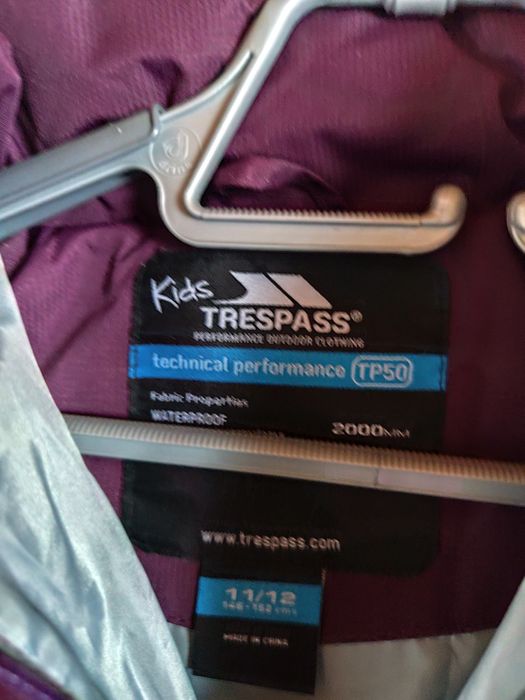 Kids
TRESPASS®
PERFORMANCE OUTDOOR CLOTHING
technical performance TP50
Fabric Properties
WATERPROOF 2000MM
www.trespass.com
11/12
146 - 152 cms
MADE IN CHINA